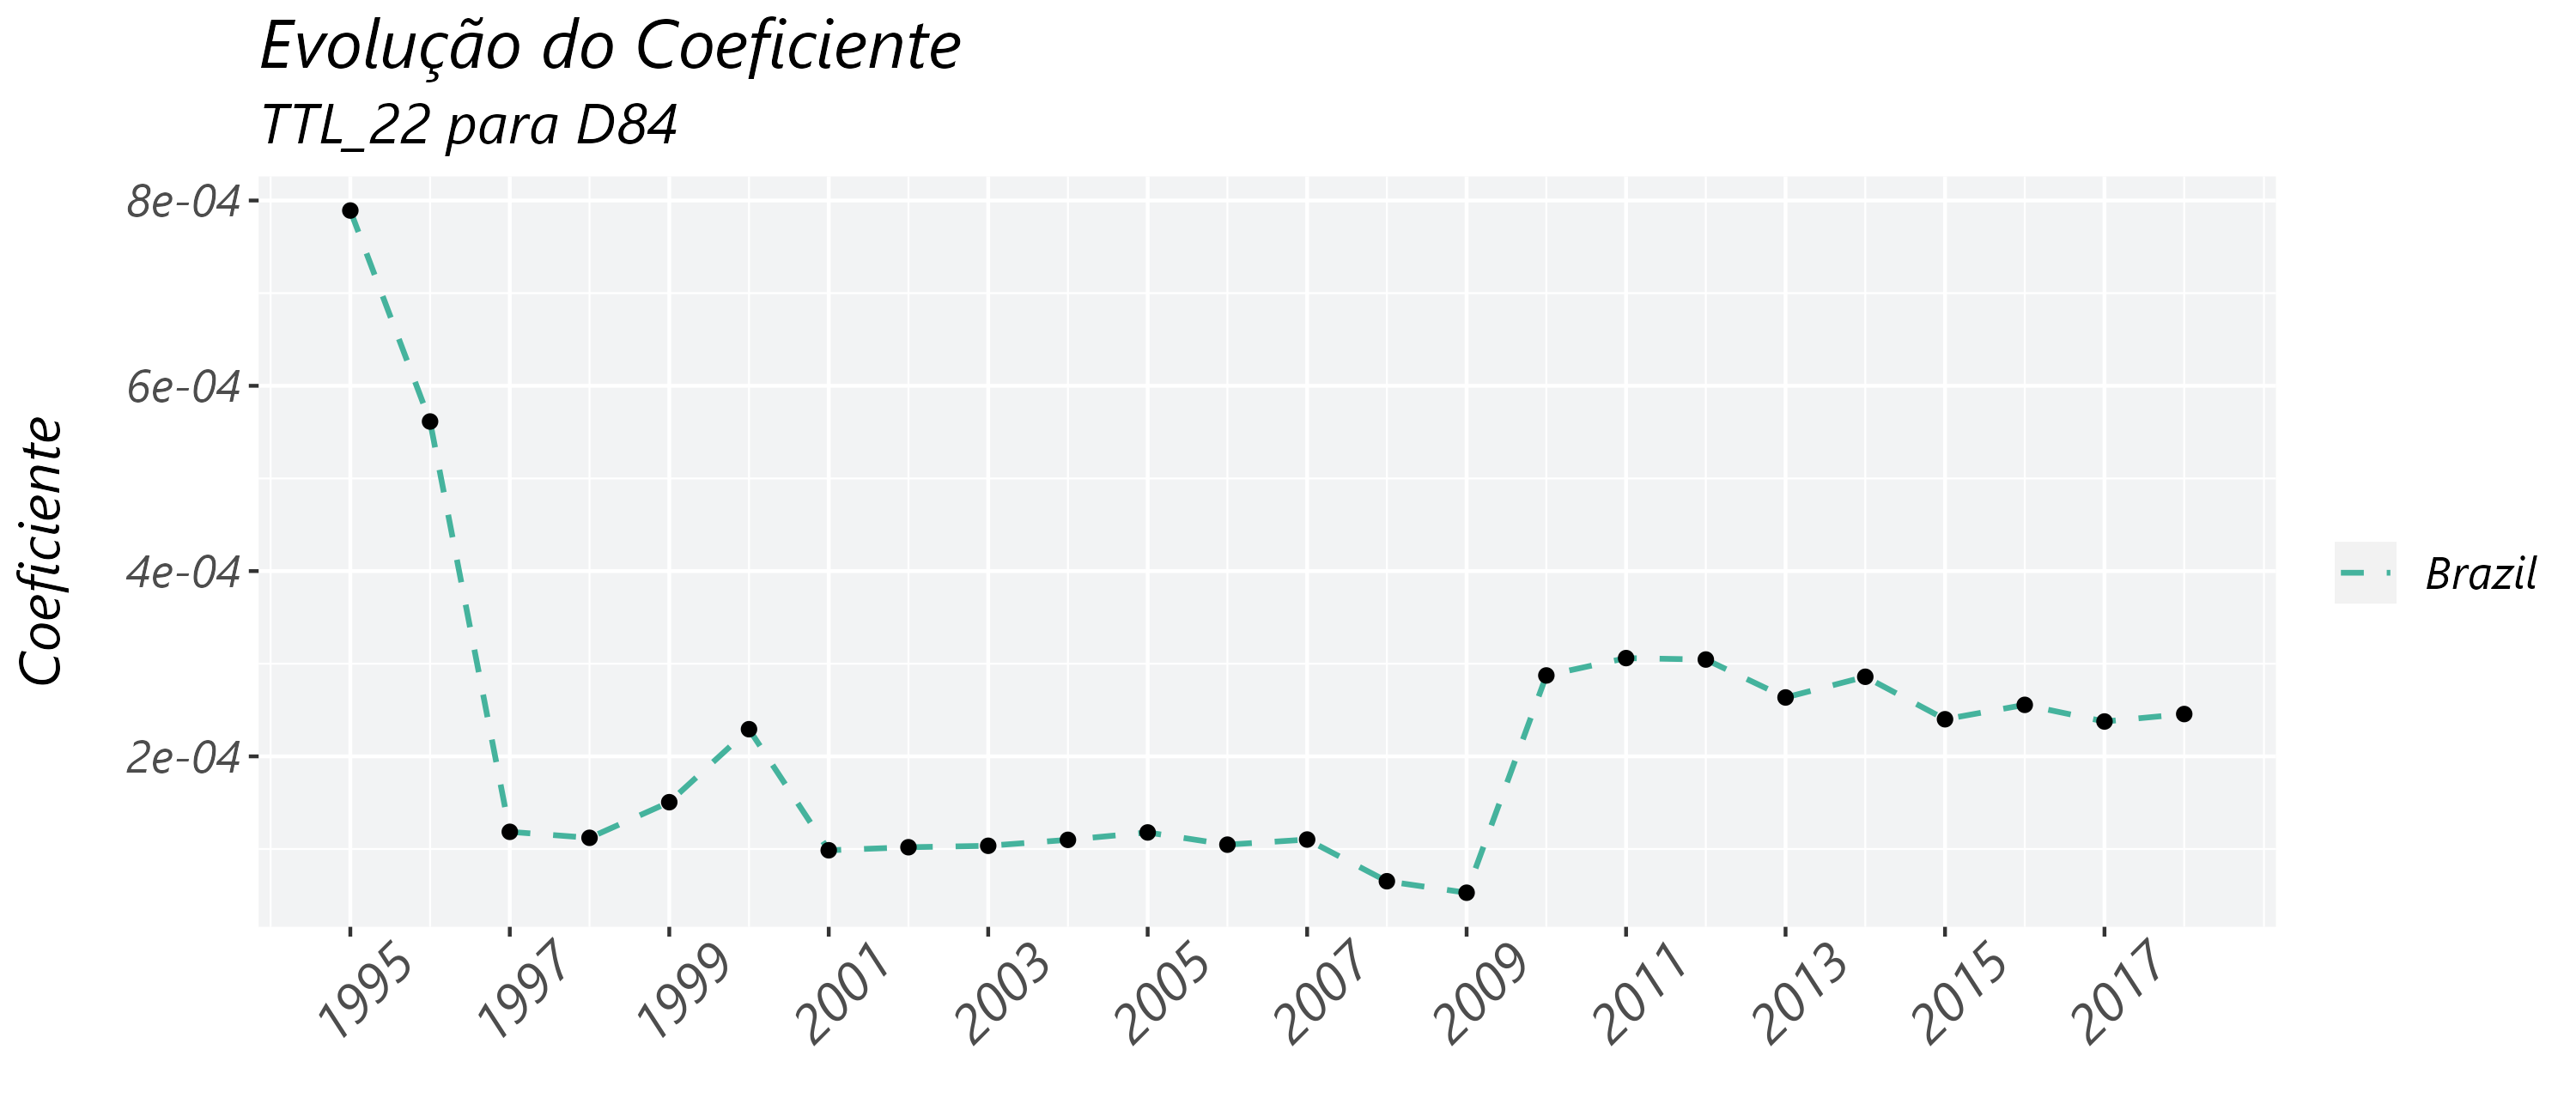 Evolução do Coeficiente
TTL_22 para D84
Coeficiente
8e-04
6e-04
4e-04
2e-04
1995
1997
1999
2001
2003
2005
2007
2009
2011
2013
2015
2017
Brazil